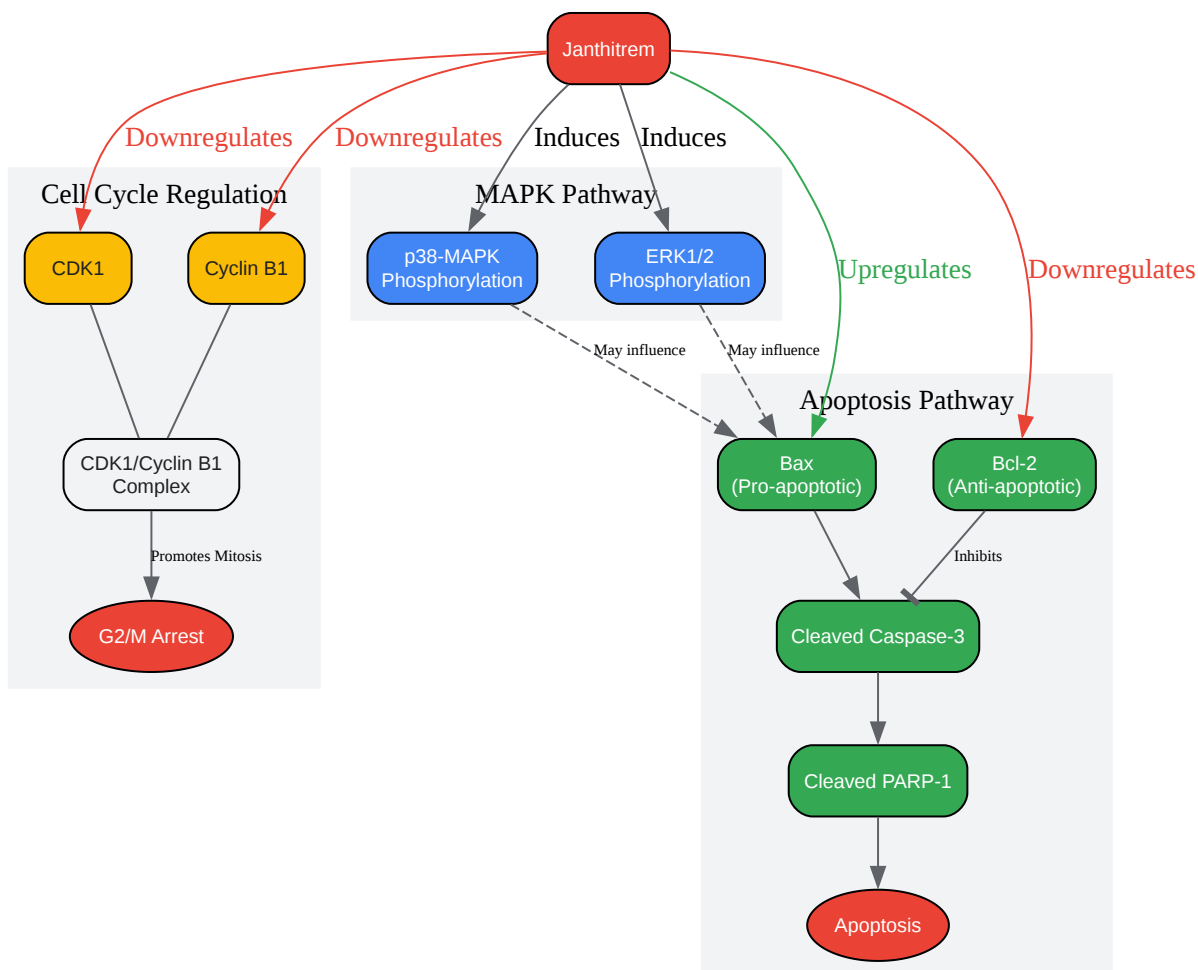 Janthitrem
Downregulates
Downregulates
Induces
Induces
Cell Cycle Regulation
MAPK Pathway
CDK1
Cyclin B1
p38-MAPK
Phosphorylation
ERK1/2
Phosphorylation
Upregulates
Downregulates
May influence
May influence
Apoptosis Pathway
CDK1/Cyclin B1
Complex
Bax
(Pro-apoptotic)
Bcl-2
(Anti-apoptotic)
Promotes Mitosis
Inhibits
G2/M Arrest
Cleaved Caspase-3
Cleaved PARP-1
Apoptosis